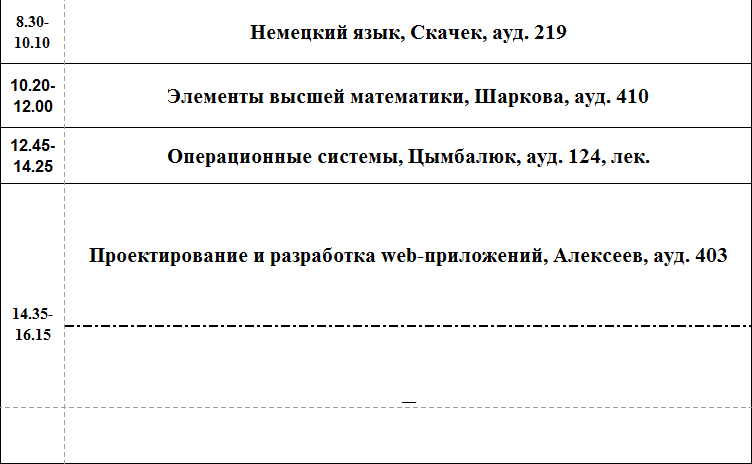 8.30-
10.10
Немецкий язык, Скачек, ауд. 219
10.20-
12.00
Элементы высшей математики, Шаркова, ауд. 410
12.45-
14.25
Операционные системы, Цымбалюк, ауд. 124, лек.
Проектирование и разработка web-приложений, Алексеев, ауд. 403
14.35-
16.15
—